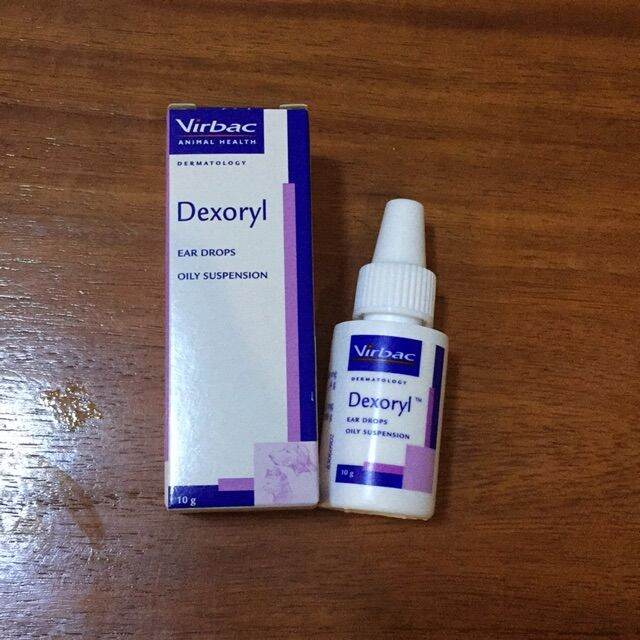 Virbac
ANIMAL HEALTH
DERMATOLOGY
Dexoryl
EAR DROPS
OILY SUSPENSION
10 g
Virbac
DERMATOLOGY
Dexoryl™
EAR DROPS
OILY SUSPENSION
10 g